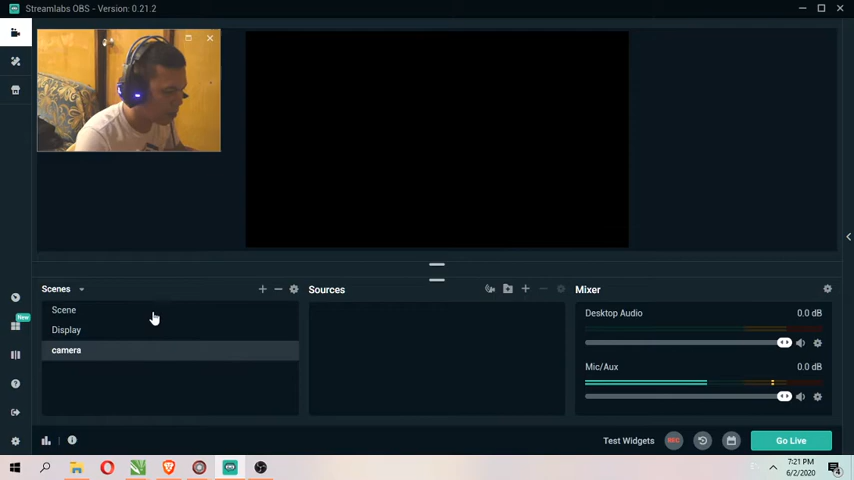 Streamlabs OBS - Version: 0.21.2
Scenes
Sources
Mixer
Scene
Display
camera
Desktop Audio
0.0 dB
Mic/Aux
0.0 dB
New
Test Widgets
REC
Go Live
7:21 PM
6/2/2020
4